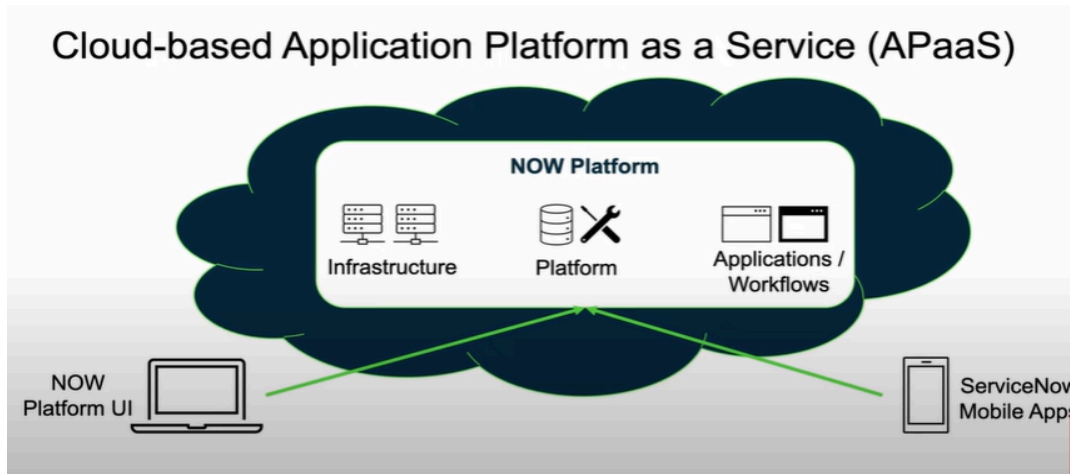 Cloud-based Application Platform as a Service (APaaS)
NOW Platform
Infrastructure
Platform
Applications /
Workflows
NOW
Platform UI
ServiceNow
Mobile Apps